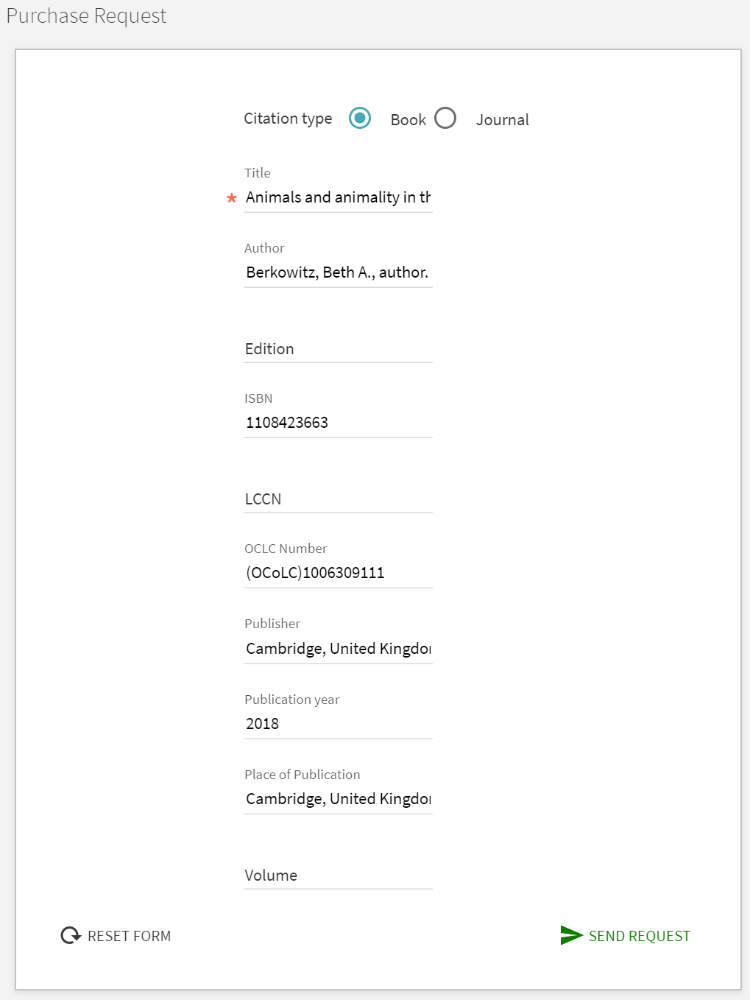 Purchase Request
Citation type Book Journal
Title
* Animals and animality in th
Author
Berkowitz, Beth A., author.
Edition
ISBN
1108423663
LCCN
OCLC Number
(OCoLC)1006309111
Publisher
Cambridge, United Kingdo
Publication year
2018
Place of Publication
Cambridge, United Kingdo
Volume
RESET FORM SEND REQUEST